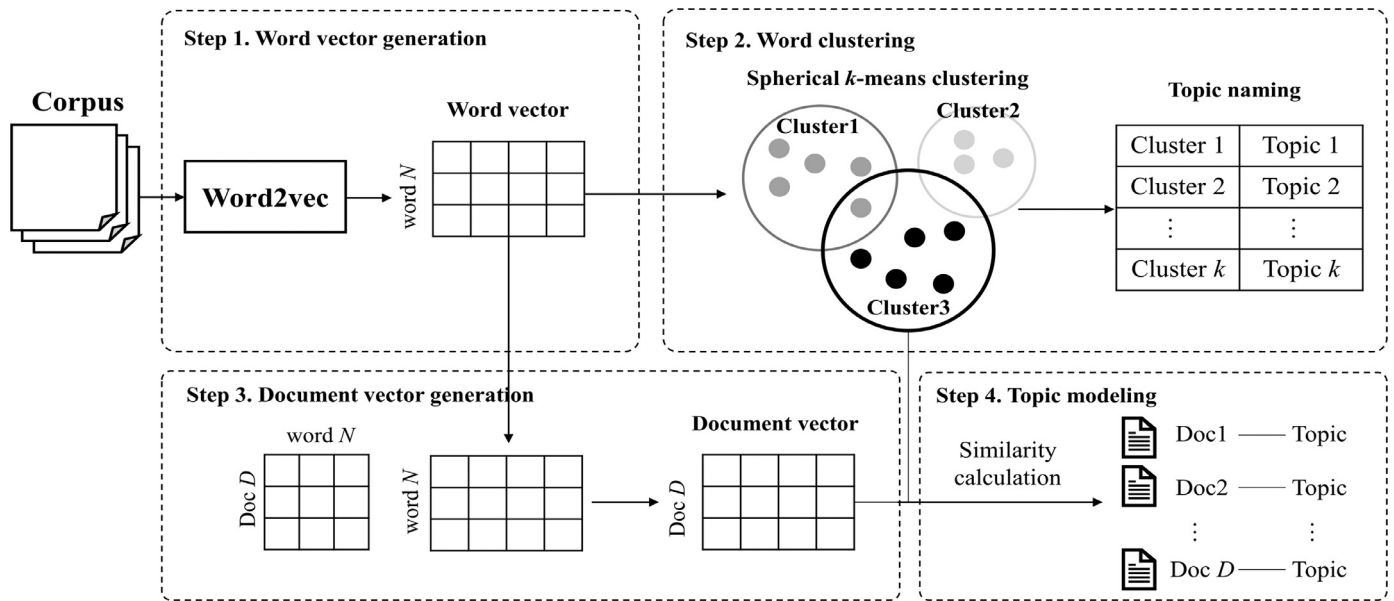 Corpus
Step 1. Word vector generation
Word2vec
Word vector
word N
Step 2. Word clustering
Spherical k-means clustering
Cluster1
Cluster2
Cluster3
Topic naming
Cluster 1 Topic 1
Cluster 2 Topic 2
⋮ ⋮
Cluster k Topic k
Step 3. Document vector generation
word N
Doc D
word N
Document vector
Doc D
Step 4. Topic modeling
Similarity
calculation
Doc1 Topic
Doc2 Topic
⋮ ⋮
Doc D Topic